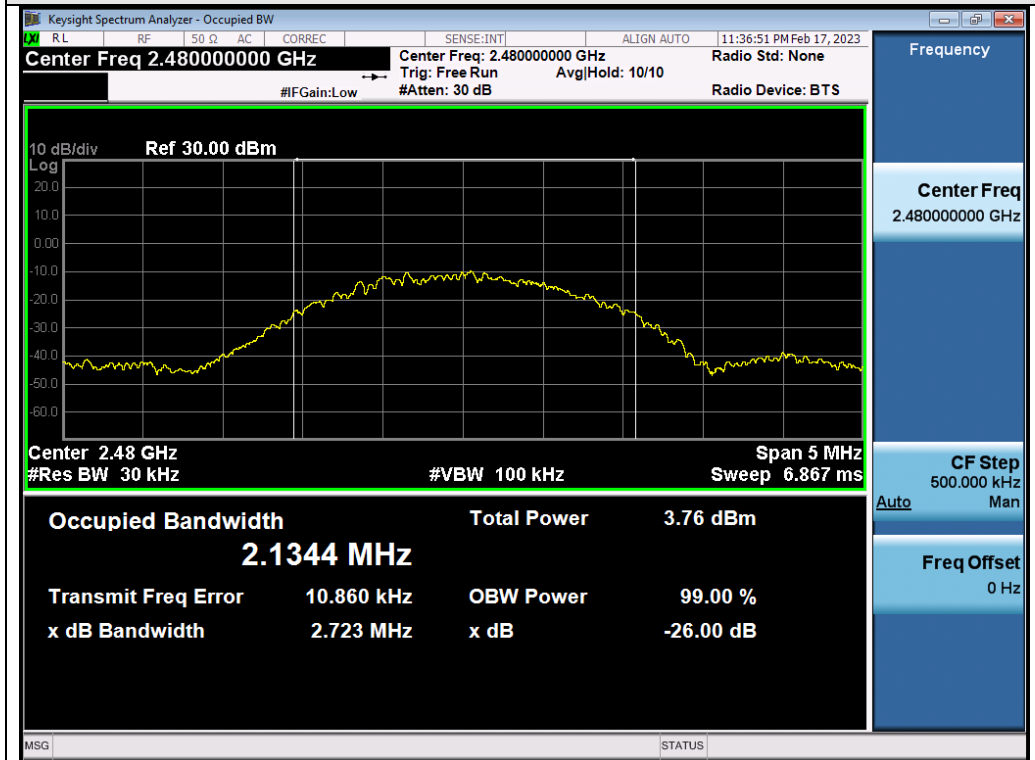 Keysight Spectrum Analyzer - Occupied BW
LXI RL RF 50 Ω AC CORREC SENSE:INT ALIGN AUTO 11:36:51 PM Feb 17, 2023
Center Freq 2.480000000 GHz
Center Freq: 2.480000000 GHz
Radio Std: None
Trig: Free Run Avg|Hold: 10/10
#IFGain:Low
#Atten: 30 dB
Radio Device: BTS
10 dB/div Ref 30.00 dBm
Log
20.0
10.0
0.00
-10.0
-20.0
-30.0
-40.0
-50.0
-60.0
Center 2.48 GHz Span 5 MHz
#Res BW 30 kHz #VBW 100 kHz Sweep 6.867 ms
Occupied Bandwidth Total Power 3.76 dBm
2.1344 MHz
Transmit Freq Error 10.860 kHz OBW Power 99.00 %
x dB Bandwidth 2.723 MHz x dB -26.00 dB
Frequency
Center Freq
2.480000000 GHz
CF Step
500.000 kHz
Auto Man
Freq Offset
0 Hz
MSG STATUS